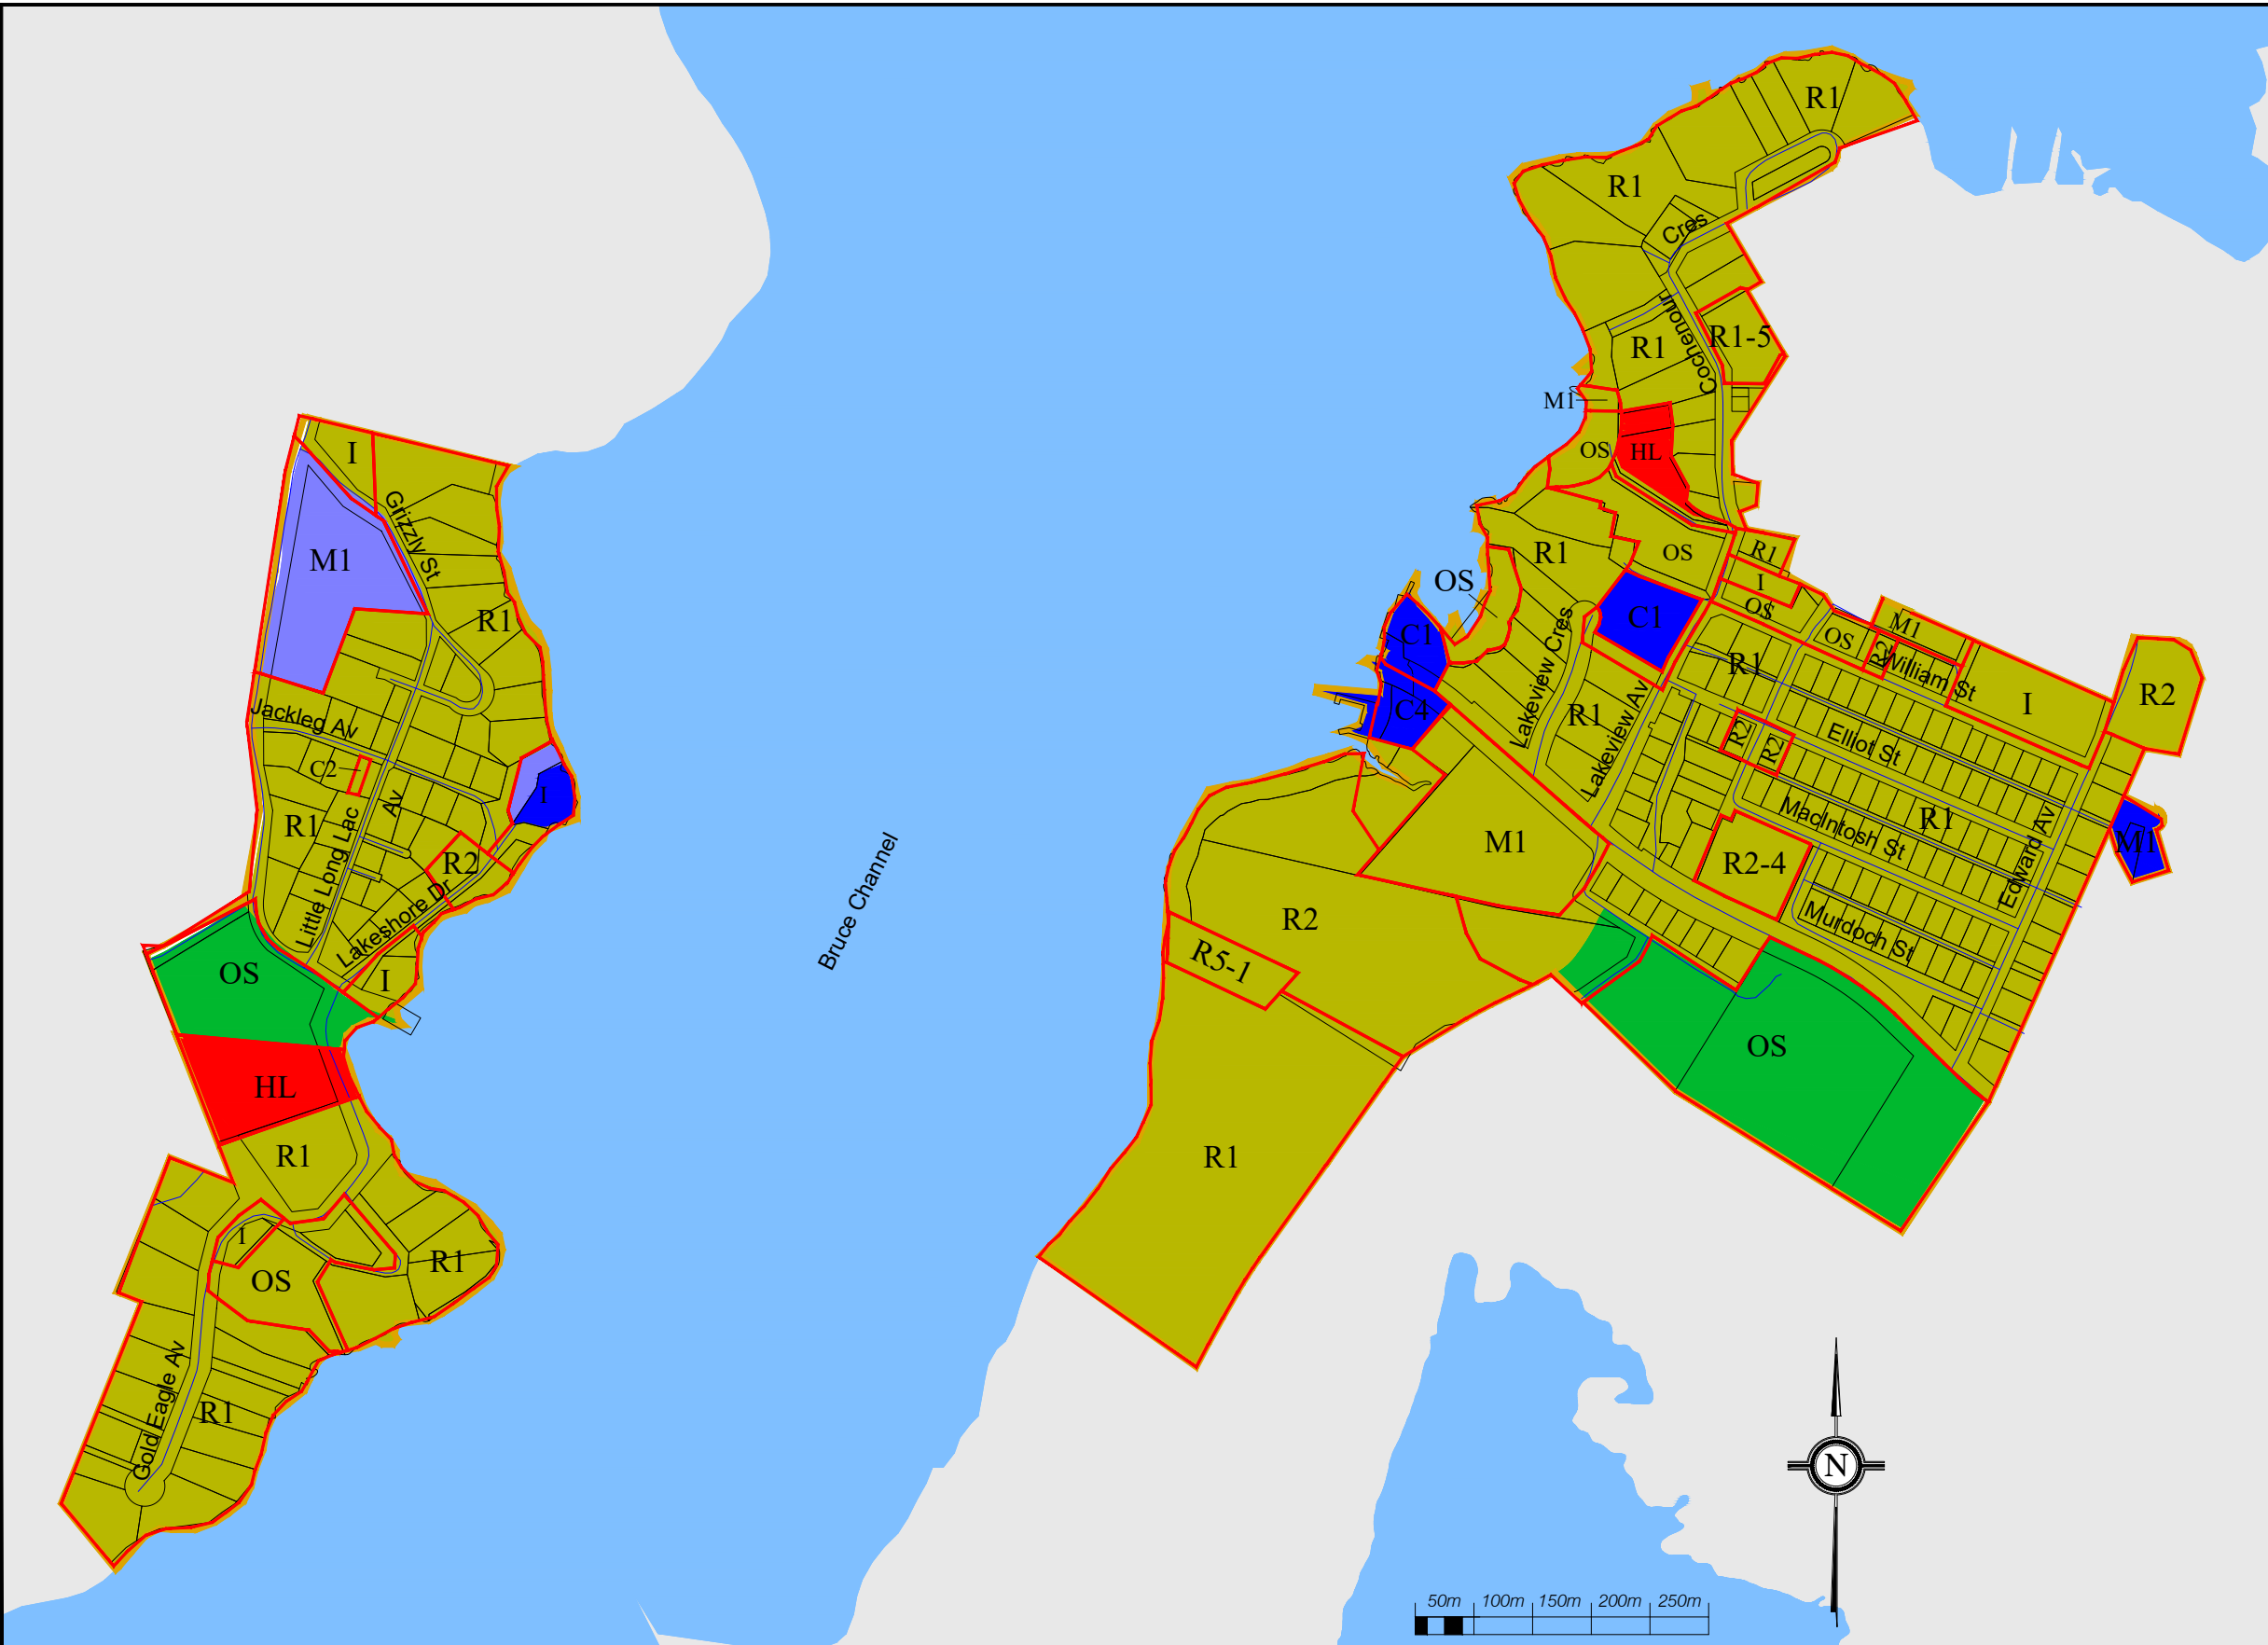 R1
R1
Cres
Cochenour
R1-5
R1
M1
OS
HL
R1
OS
R1
I
OS
OS
R2
M1
William St
I
R2
OS
C1
C4
C1
Lakeview Cres
R1
Lakeview Av
R1
R2
R2
Elliot St
MacIntosh St
R1
Edward Av
M1
R2-4
Murdoch St
M1
R2
R5-1
OS
R1
Bruce Channel
I
Grizzly St
M1
R1
Jackleg Av
C2
I
R1
Little Long Lac
Av
R2
Lakeshore Dr
OS
I
HL
R1
I
OS
R1
Gold Eagle Av
R1
N
50m 100m 150m 200m 250m